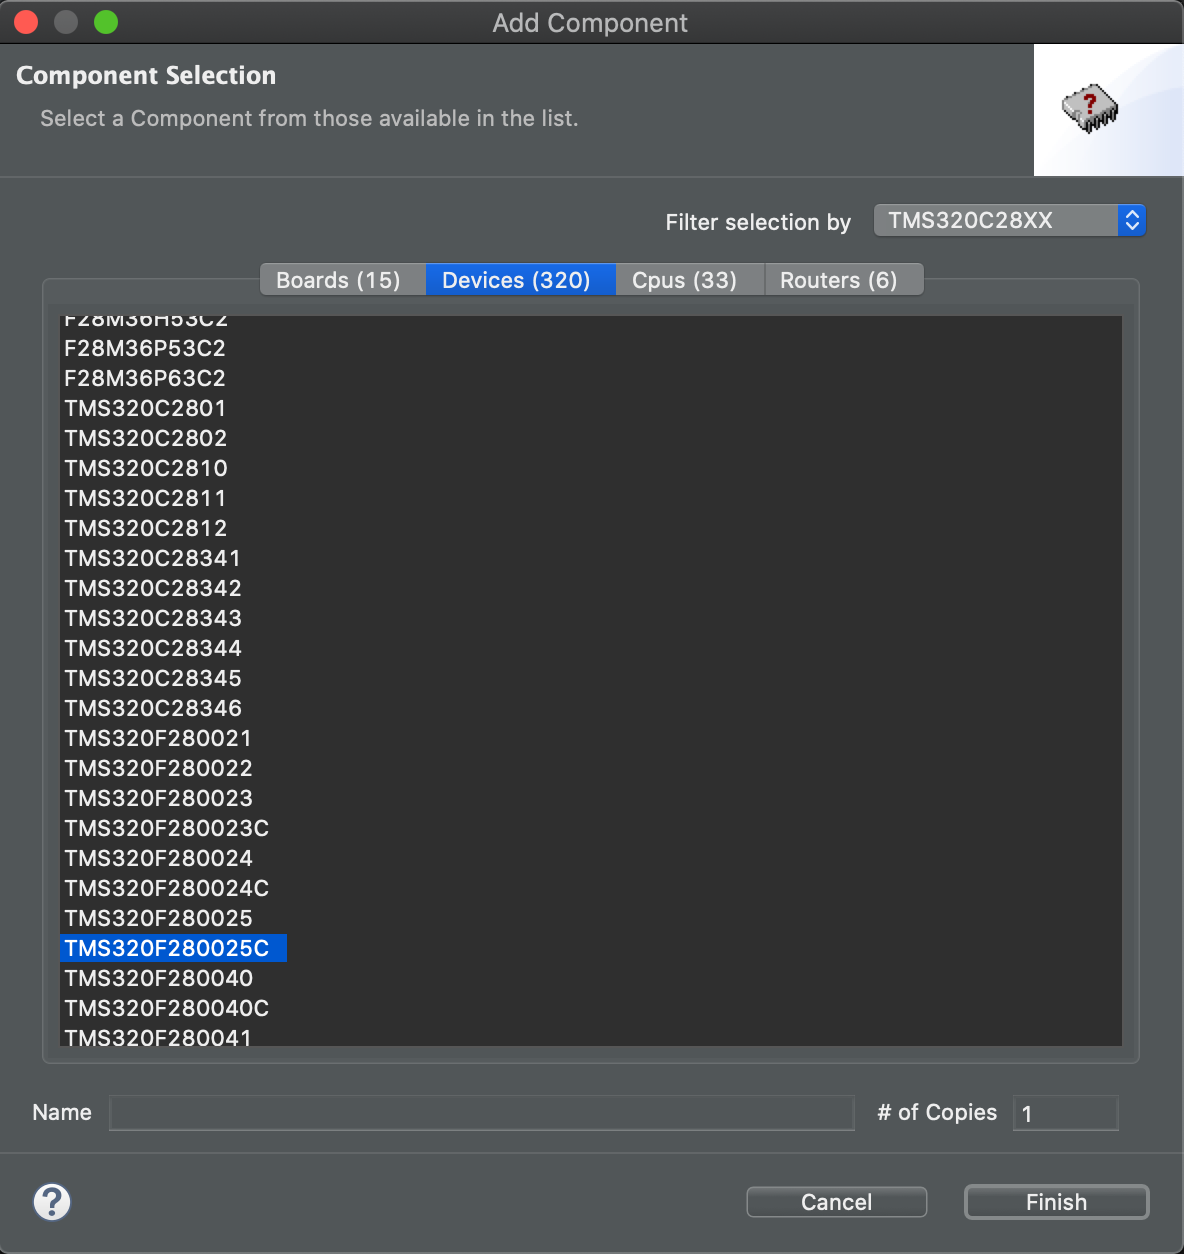 Add Component
Component Selection
Select a Component from those available in the list.
?
Filter selection by TMS320C28XX
Boards (15) Devices (320) Cpus (33) Routers (6)
F28M36H53C2
F28M36P53C2
F28M36P63C2
TMS320C2801
TMS320C2802
TMS320C2810
TMS320C2811
TMS320C2812
TMS320C28341
TMS320C28342
TMS320C28343
TMS320C28344
TMS320C28345
TMS320C28346
TMS320F280021
TMS320F280022
TMS320F280023
TMS320F280023C
TMS320F280024
TMS320F280024C
TMS320F280025
TMS320F280025C
TMS320F280040
TMS320F280040C
TMS320F280041
Name # of Copies 1
? Cancel Finish